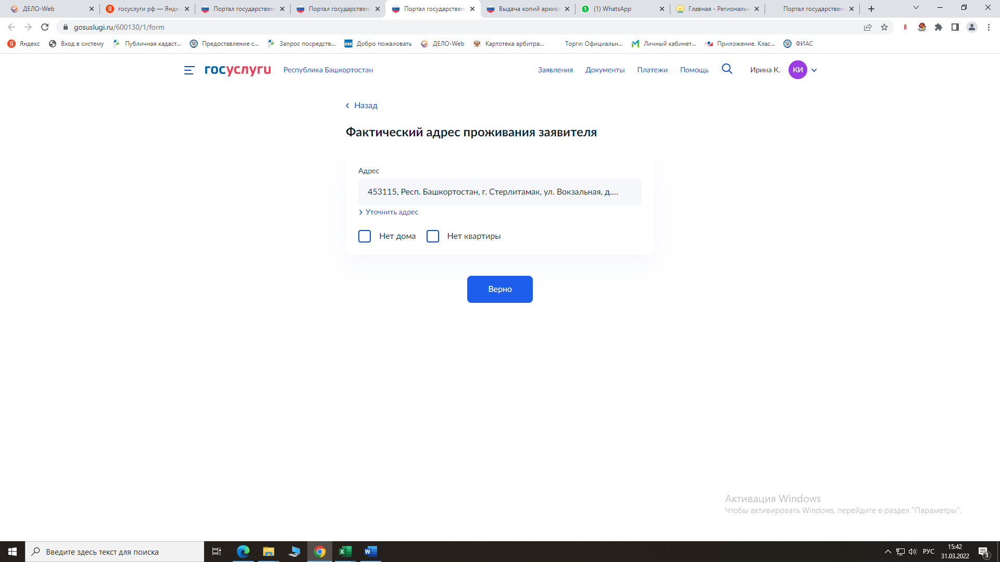 ДЕЛО-Web
госуслуги рф — Яндe
Портал государствен
Портал государствен
Портал государствен
Выдача копий архивн
(1) WhatsApp
Главная - Региональн
Портал государствен
gosuslugi.ru/600130/1/form
Яндекс
Вход в систему
Публичная кадаст...
Предоставление с...
Запрос посредств...
Добро пожаловать
ДЕЛО-Web
Картотека арбитра...
Торги: Официальн...
Личный кабинет...
Приложение. Клас...
ФИАС
госуслуги
Республика Башкортостан
Заявления
Документы
Платежи
Помощь
Ирина К.
КИ
Назад
Фактический адрес проживания заявителя
Адрес
453115, Респ. Башкортостан, г. Стерлитамак, ул. Вокзальная, д....
Уточнить адрес
Нет дома
Нет квартиры
Верно
Активация Windows
Чтобы активировать Windows, перейдите в раздел "Параметры".
Введите здесь текст для поиска
РУС
15:42
31.03.2022
3